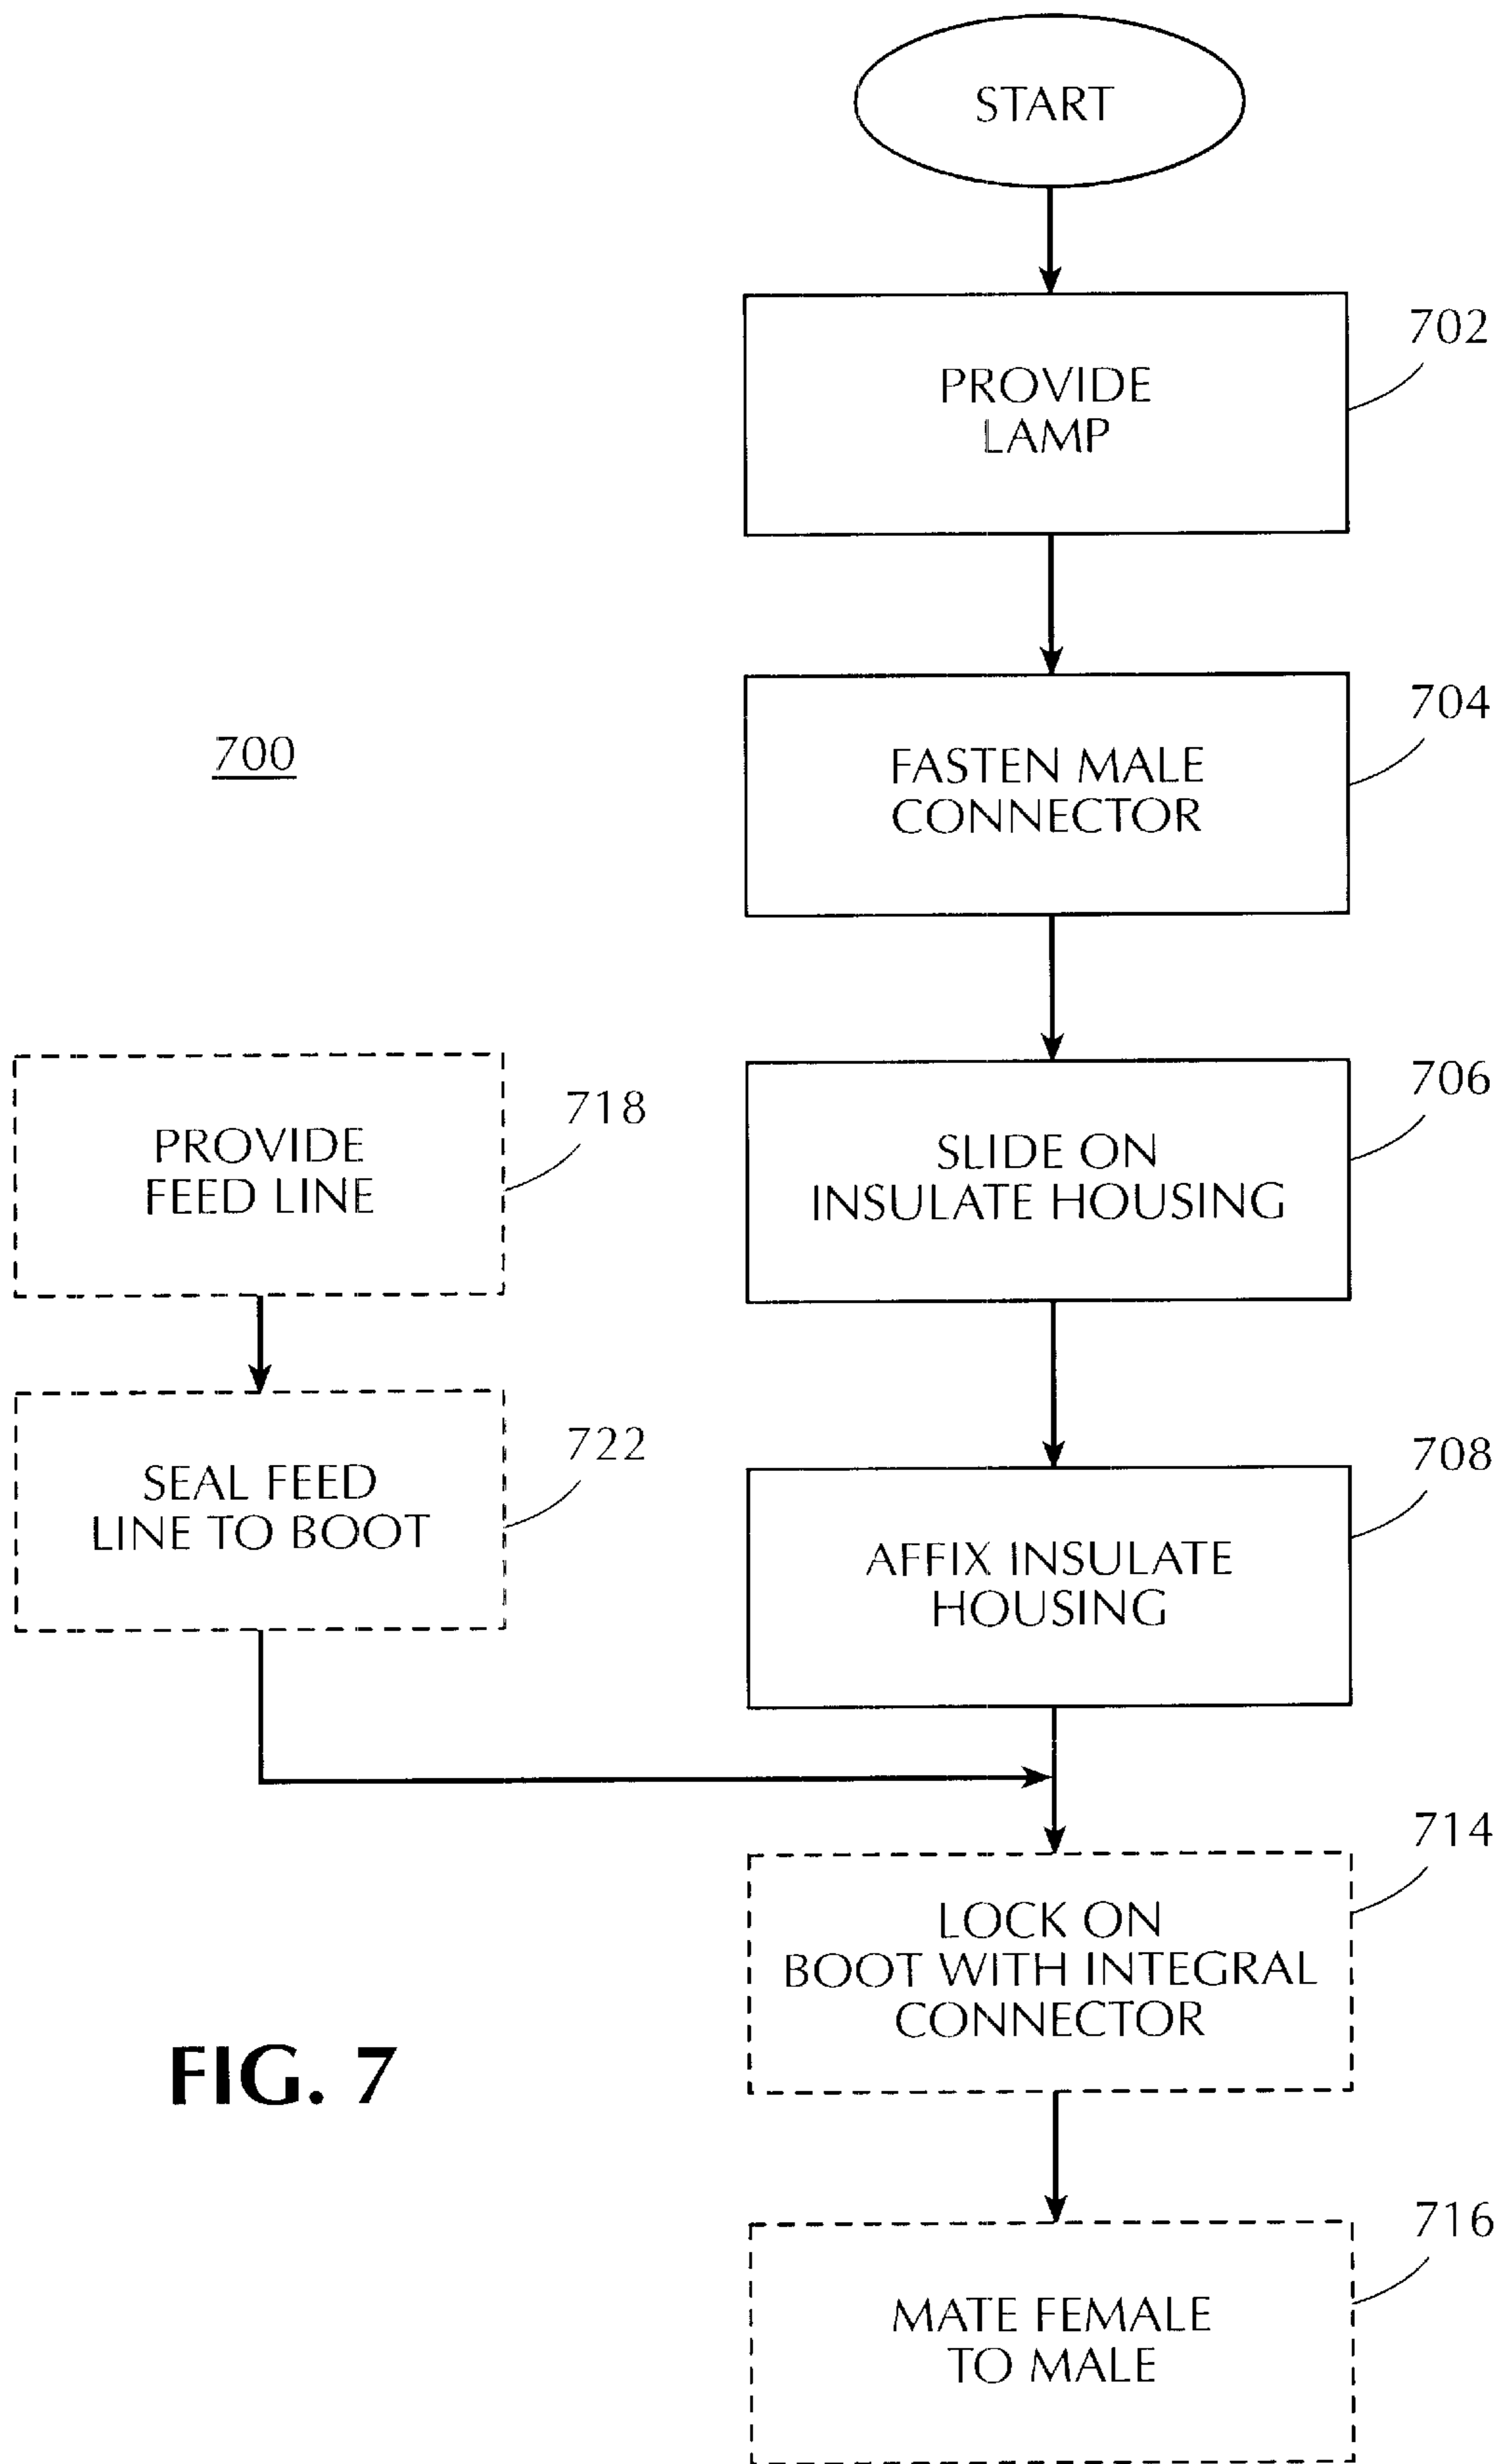 START
702
PROVIDE
LAMP
704
700
FASTEN MALE
CONNECTOR
706
718
SLIDE ON
INSULATE HOUSING
PROVIDE
FEED LINE
722
708
SEAL FEED
LINE TO BOOT
AFFIX INSULATE
HOUSING
714
LOCK ON
BOOT WITH INTEGRAL
CONNECTOR
FIG. 7
716
MATE FEMALE
TO MALE